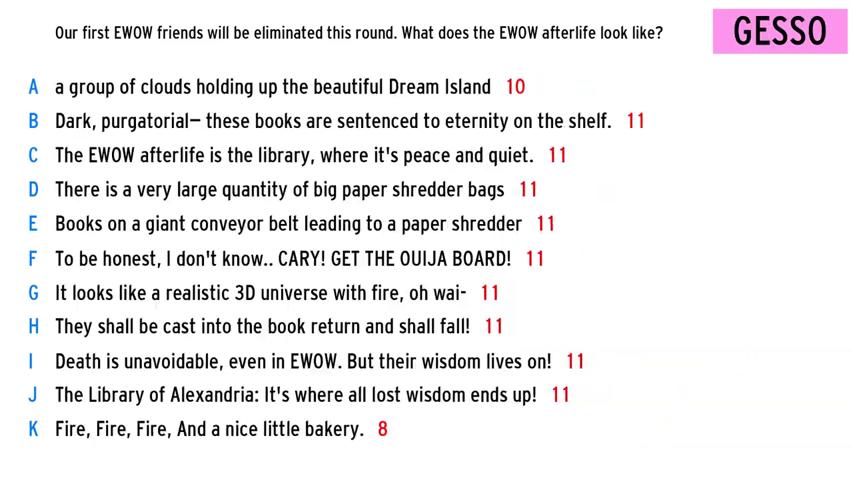 Our first EWOW friends will be eliminated this round. What does the EWOW afterlife look like?
GESSO
A a group of clouds holding up the beautiful Dream Island 10
B Dark, purgatorial— these books are sentenced to eternity on the shelf. 11
C The EWOW afterlife is the library, where it's peace and quiet. 11
D There is a very large quantity of big paper shredder bags 11
E Books on a giant conveyor belt leading to a paper shredder 11
F To be honest, I don't know.. CARY! GET THE OUIJA BOARD! 11
G It looks like a realistic 3D universe with fire, oh wai- 11
H They shall be cast into the book return and shall fall! 11
I Death is unavoidable, even in EWOW. But their wisdom lives on! 11
J The Library of Alexandria: It's where all lost wisdom ends up! 11
K Fire, Fire, Fire, And a nice little bakery. 8